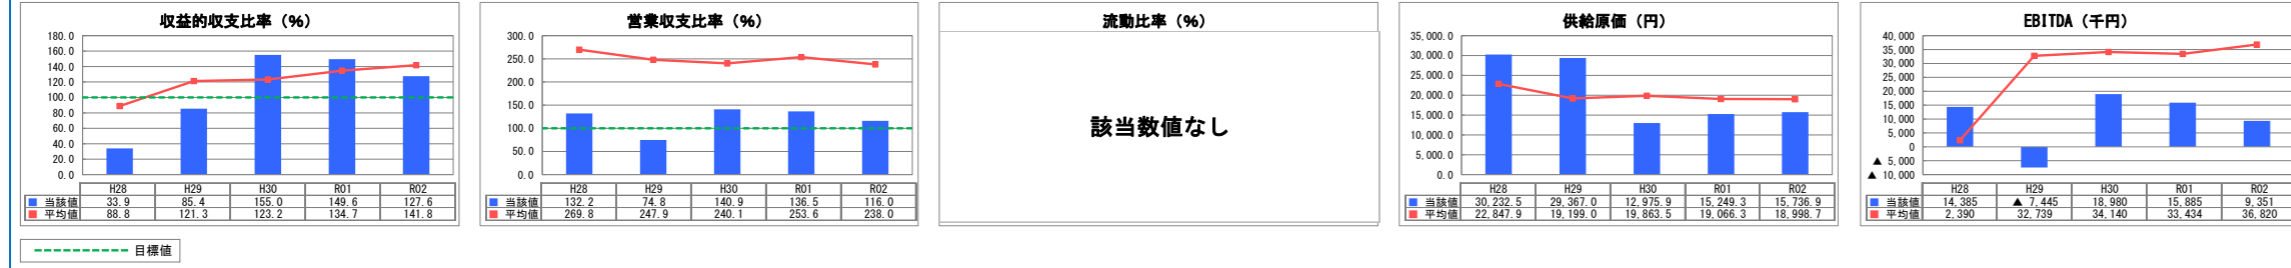 収益的収支比率（%）
180.0
160.0
140.0
120.0
100.0
80.0
60.0
40.0
20.0
0.0
H28 H29 H30 R01 R02
当該値 33.9 85.4 155.0 149.6 127.6
平均値 88.8 121.3 123.2 134.7 141.8
営業収支比率（%）
300.0
250.0
200.0
150.0
100.0
50.0
0.0
H28 H29 H30 R01 R02
当該値 132.2 74.8 140.9 136.5 116.0
平均値 269.8 247.9 240.1 253.6 238.0
流動比率（%）
該当数値なし
供給原価（円）
35,000.0
30,000.0
25,000.0
20,000.0
15,000.0
10,000.0
5,000.0
0.0
H28 H29 H30 R01 R02
当該値 30,232.5 29,367.0 12,975.9 15,249.3 15,736.9
平均値 22,847.9 19,199.0 19,863.5 19,066.3 18,998.7
EBITDA（千円）
40,000
35,000
30,000
25,000
20,000
15,000
10,000
5,000
0
▲ 5,000
▲ 10,000
H28 H29 H30 R01 R02
当該値 14,385 ▲ 7,445 18,980 15,885 9,351
平均値 2,390 32,739 34,140 33,434 36,820
目標値